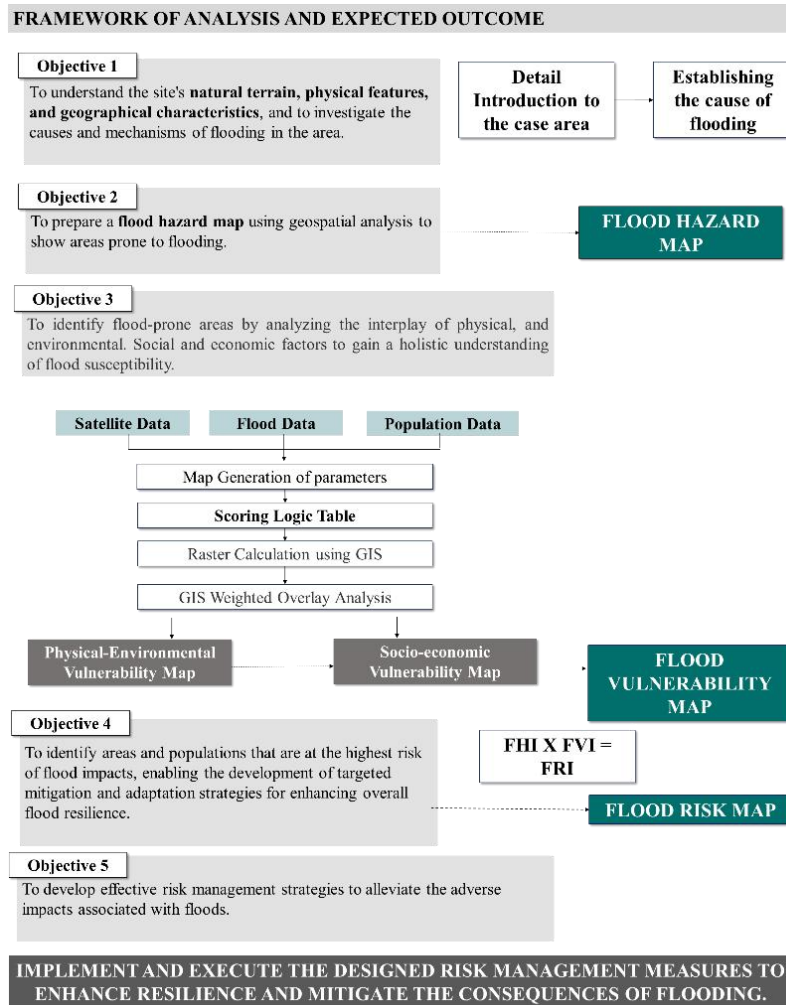 FRAMEWORK OF ANALYSIS AND EXPECTED OUTCOME
Objective 1
To understand the site's natural terrain, physical features,
and geographical characteristics, and to investigate the
causes and mechanisms of flooding in the area.
Detail
Introduction to
the case area
Establishing
the cause of
flooding
Objective 2
To prepare a flood hazard map using geospatial analysis to
show areas prone to flooding.
FLOOD HAZARD
MAP
Objective 3
To identify flood-prone areas by analyzing the interplay of physical, and
environmental. Social and economic factors to gain a holistic understanding
of flood susceptibility.
Satellite Data
Flood Data
Population Data
Map Generation of parameters
Scoring Logic Table
Raster Calculation using GIS
GIS Weighted Overlay Analysis
Physical-Environmental
Vulnerability Map
Socio-economic
Vulnerability Map
FLOOD
VULNERABILITY
MAP
Objective 4
To identify areas and populations that are at the highest risk
of flood impacts, enabling the development of targeted
mitigation and adaptation strategies for enhancing overall
flood resilience.
FHI X FVI =
FRI
FLOOD RISK MAP
Objective 5
To develop effective risk management strategies to alleviate the adverse
impacts associated with floods.
IMPLEMENT AND EXECUTE THE DESIGNED RISK MANAGEMENT MEASURES TO
ENHANCE RESILIENCE AND MITIGATE THE CONSEQUENCES OF FLOODING.